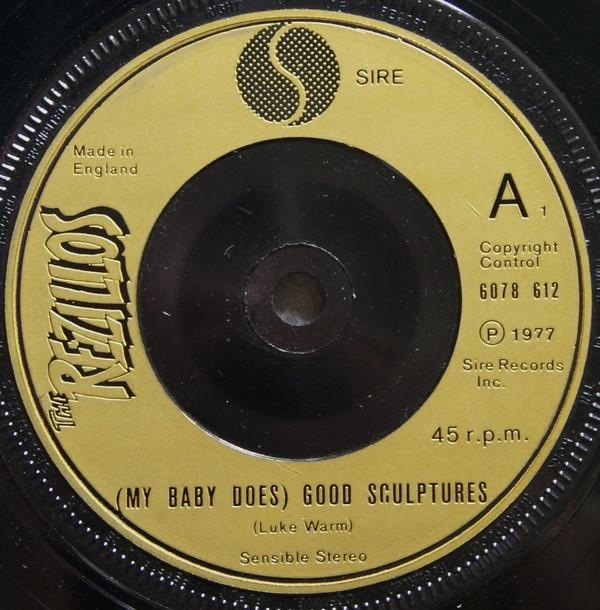 SIRE
Made in
England
THE REZILLOS
A 1
Copyright
Control
6078 612
℗ 1977
Sire Records
Inc.
45 r.p.m.
(MY BABY DOES) GOOD SCULPTURES
(Luke Warm)
Sensible Stereo